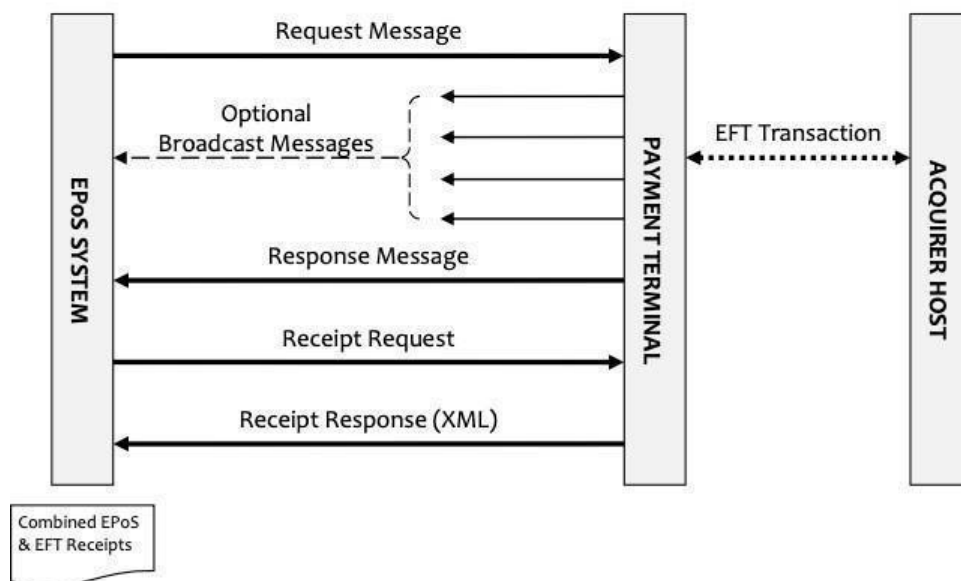 Request Message
Optional
Broadcast Messages
EFT Transaction
Response Message
Receipt Request
Receipt Response (XML)
EPoS SYSTEM
PAYMENT TERMINAL
ACQUIRER HOST
Combined EPoS
& EFT Receipts